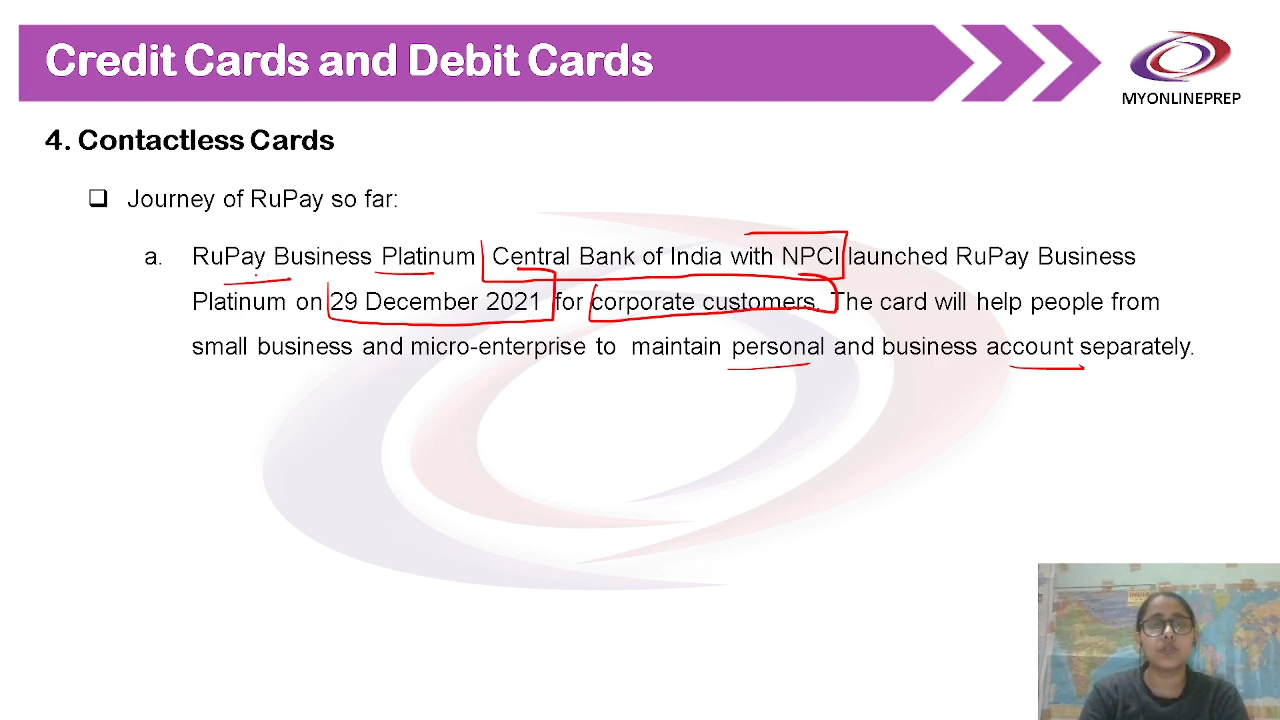 Credit Cards and Debit Cards
MYONLINEPREP
4. Contactless Cards
Journey of RuPay so far:
a. RuPay Business Platinum Central Bank of India with NPCI launched RuPay Business
Platinum on 29 December 2021 for corporate customers. The card will help people from
small business and micro-enterprise to maintain personal and business account separately.
INDIA